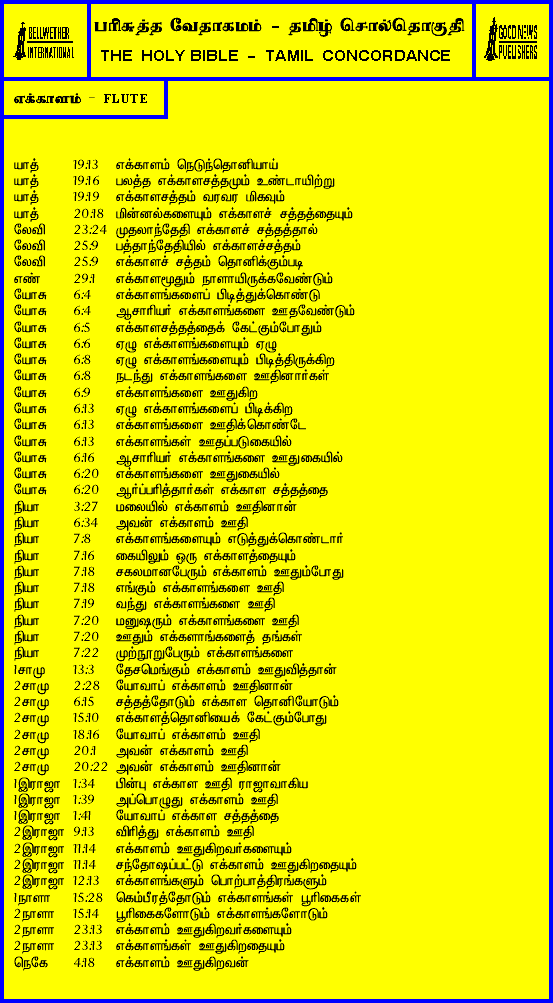 BELLWETHER
INTERNATIONAL
பரிசுத்த வேதாகமம் - தமிழ் சொல்தொகுதி
THE HOLY BIBLE - TAMIL CONCORDANCE
GOOD NEWS
PUBLISHERS
எக்காளம் - FLUTE
யாத் 19:13 எக்காளம் நெடுந்தொனியாய்
யாத் 19:16 பலத்த எக்காளசத்தமும் உண்டாயிற்று
யாத் 19:19 எக்காளசத்தம் வரவர மிகவும்
யாத் 20:18 மின்னல்களையும் எக்காளச் சத்தத்தையும்
லேவி 23:24 முதலாந்தேதி எக்காளச் சத்தத்தால்
லேவி 25:9 பத்தாந்தேதியில் எக்காளச்சத்தம்
லேவி 25:9 எக்காளச் சத்தம் தொனிக்கும்படி
எண் 29:1 எக்காளமூதும் நாளாயிருக்கவேண்டும்
யோசு 6:4 எக்காளங்களைப் பிடித்துக்கொண்டு
யோசு 6:4 ஆசாரியர் எக்காளங்களை ஊதவேண்டும்
யோசு 6:5 எக்காளசத்தத்தைக் கேட்கும்போதும்
யோசு 6:6 ஏழு எக்காளங்களையும் ஏழு
யோசு 6:8 ஏழு எக்காளங்களையும் பிடித்திருக்கிற
யோசு 6:8 நடந்து எக்காளங்களை ஊதினார்கள்
யோசு 6:9 எக்காளங்களை ஊதுகிற
யோசு 6:13 ஏழு எக்காளங்களைப் பிடிக்கிற
யோசு 6:13 எக்காளங்களை ஊதிக்கொண்டே
யோசு 6:13 எக்காளங்கள் ஊதப்படுகையில்
யோசு 6:16 ஆசாரியர் எக்காளங்களை ஊதுகையில்
யோசு 6:20 எக்காளங்களை ஊதுகையில்
யோசு 6:20 ஆர்ப்பரித்தார்கள் எக்காள சத்தத்தை
நியா 3:27 மலையில் எக்காளம் ஊதினான்
நியா 6:34 அவன் எக்காளம் ஊதி
நியா 7:8 எக்காளங்களையும் எடுத்துக்கொண்டார்
நியா 7:16 கையிலும் ஒரு எக்காளத்தையும்
நியா 7:18 சகலமானபேரும் எக்காளம் ஊதும்போது
நியா 7:18 எங்கும் எக்காளங்களை ஊதி
நியா 7:19 வந்து எக்காளங்களை ஊதி
நியா 7:20 மனுஷரும் எக்காளங்களை ஊதி
நியா 7:20 ஊதும் எக்களாங்களைத் தங்கள்
நியா 7:22 முற்நூறுபேரும் எக்காளங்களை
1சாமு 13:3 தேசமெங்கும் எக்காளம் ஊதுவித்தான்
2சாமு 2:28 யோவாப் எக்காளம் ஊதினான்
2சாமு 6:15 சத்தத்தோடும் எக்காள தொனியோடும்
2சாமு 15:10 எக்காளத்தொனியைக் கேட்கும்போது
2சாமு 18:16 யோவாப் எக்காளம் ஊதி
2சாமு 20:1 அவன் எக்காளம் ஊதி
2சாமு 20:22 அவன் எக்காளம் ஊதினான்
1இராஜா 1:34 பின்பு எக்காள ஊதி ராஜாவாகிய
1இராஜா 1:39 அப்பொழுது எக்காளம் ஊதி
1இராஜா 1:41 யோவாப் எக்காள சத்தத்தை
2இராஜா 9:13 விரித்து எக்காளம் ஊதி
2இராஜா 11:14 எக்காளம் ஊதுகிறவர்களையும்
2இராஜா 11:14 சந்தோஷப்பட்டு எக்காளம் ஊதுகிறதையும்
2இராஜா 12:13 எக்காளங்களும் பொற்பாத்திரங்களும்
1நாளா 15:28 கெம்பீரத்தோடும் எக்காளங்கள் பூரிகைகள்
2நாளா 15:14 பூரிகைகளோடும் எக்காளங்களோடும்
2நாளா 23:13 எக்காளம் ஊதுகிறவர்களையும்
2நாளா 23:13 எக்காளங்கள் ஊதுகிறதையும்
நெகே 4:18 எக்காளம் ஊதுகிறவன்